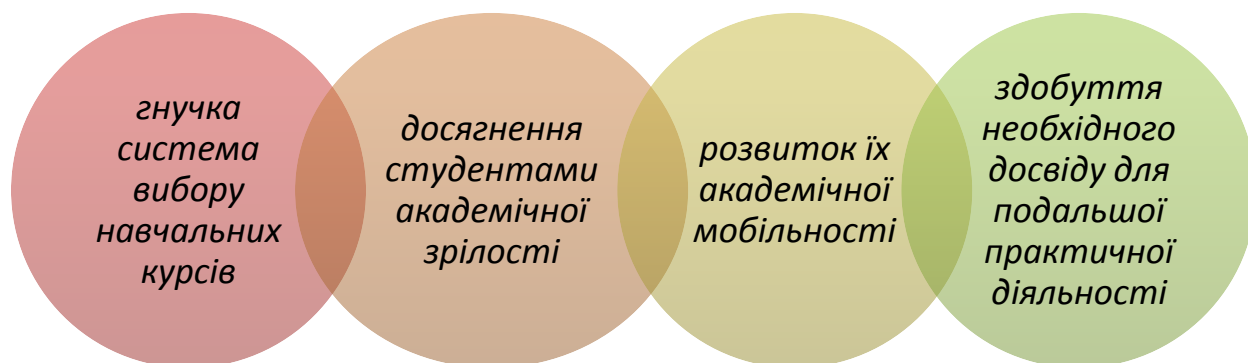 гнучка
система
вибору
навчальних
курсів
досягнення
студентами
академічної
зрілості
розвиток їх
академічної
мобільності
здобуття
необхідного
досвіду для
подальшої
практичної
діяльності